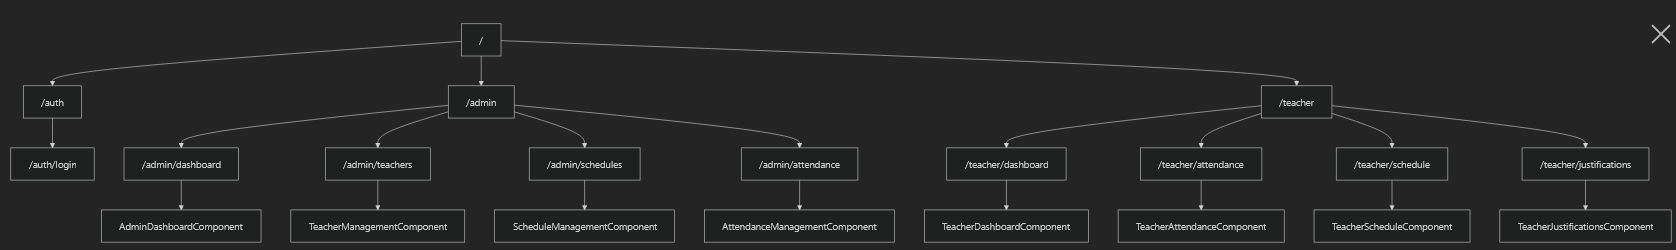 /
/auth
/admin
/teacher
/auth/login
/admin/dashboard
/admin/teachers
/admin/schedules
/admin/attendance
/teacher/dashboard
/teacher/attendance
/teacher/schedule
/teacher/justifications
AdminDashboardComponent
TeacherManagementComponent
ScheduleManagementComponent
AttendanceManagementComponent
TeacherDashboardComponent
TeacherAttendanceComponent
TeacherScheduleComponent
TeacherJustificationsComponent